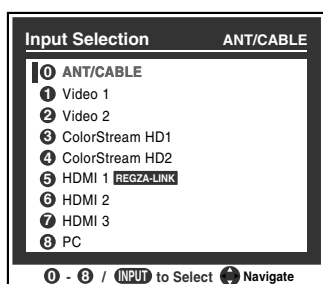 Input Selection ANT/CABLE
0 ANT/CABLE
1 Video 1
2 Video 2
3 ColorStream HD1
4 ColorStream HD2
5 HDMI 1 REGZA-LINK
6 HDMI 2
7 HDMI 3
8 PC
0 - 8 / INPUT to Select Navigate